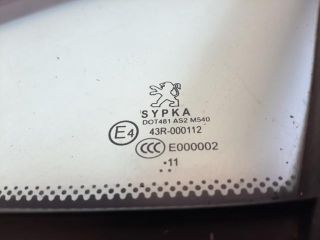 SYPKA
DOT481 AS2 M540
E4 43R-000112
CCC E000002
.11